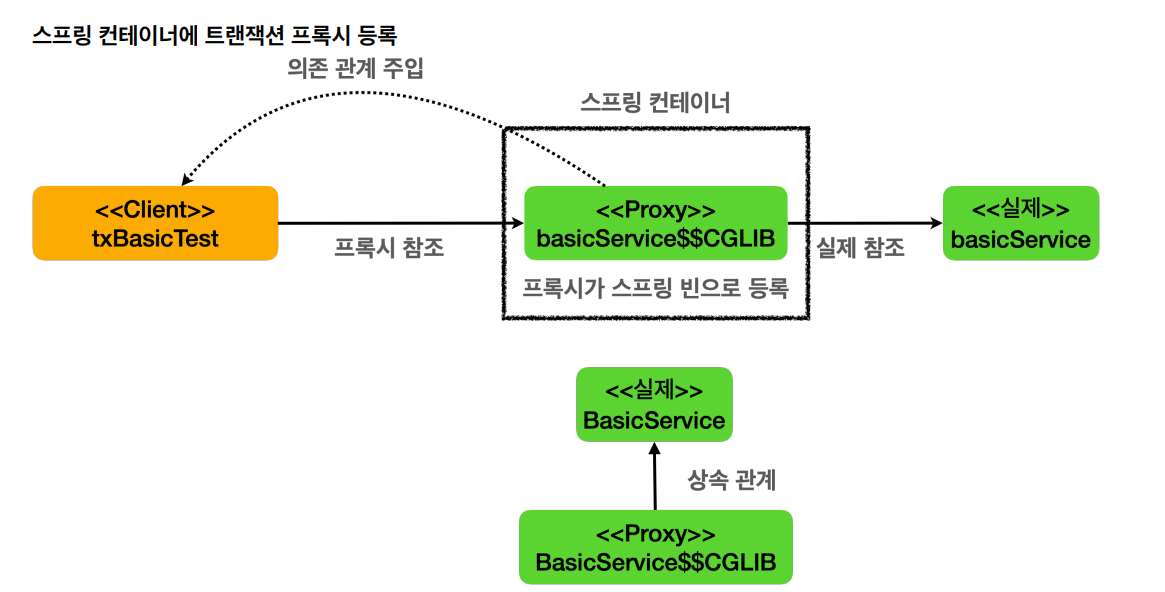 스프링 컨테이너에 트랜잭션 프록시 등록
의존 관계 주입
스프링 컨테이너
<<Client>>
txBasicTest
프록시 참조
<<Proxy>>
basicService$$CGLIB
프록시가 스프링 빈으로 등록
실제 참조
<<실제>>
basicService
<<실제>>
BasicService
상속 관계
<<Proxy>>
BasicService$$CGLIB